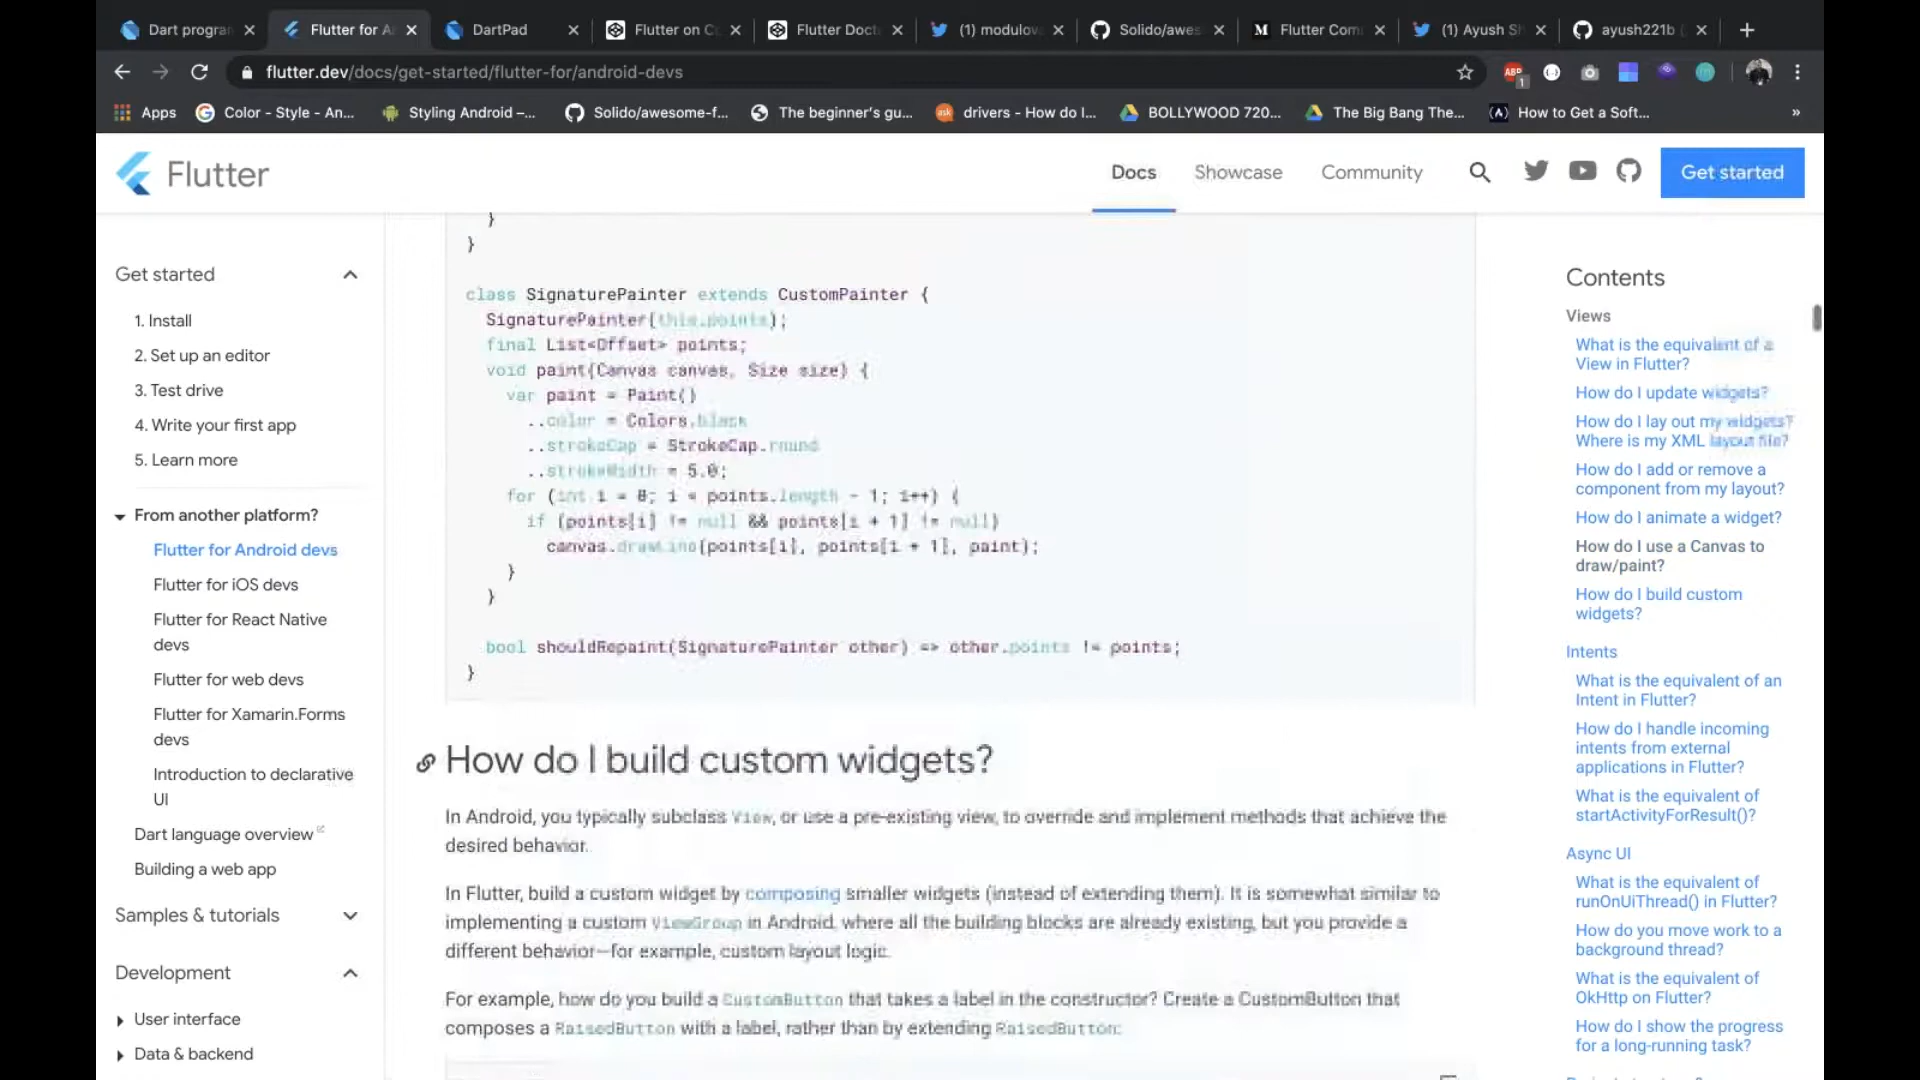 Dart progran
Flutter for A
DartPad
Flutter on C
Flutter Doct
(1) modulov
Solido/awes
Flutter Com
(1) Ayush S
ayush221b (
flutter.dev/docs/get-started/flutter-for/android-devs
ABP
1
Apps
Color - Style - An...
Styling Android –...
Solido/awesome-f...
The beginner's gu...
ask
drivers - How do I...
BOLLYWOOD 720...
The Big Bang The...
(A)
How to Get a Soft...
»
Flutter
Docs
Showcase
Community
Get started
Get started
1. Install
2. Set up an editor
3. Test drive
4. Write your first app
5. Learn more
From another platform?
Flutter for Android devs
Flutter for iOS devs
Flutter for React Native
devs
Flutter for web devs
Flutter for Xamarin.Forms
devs
Introduction to declarative
UI
Dart language overview
Building a web app
Samples & tutorials
Development
User interface
Data & backend
}
}
class SignaturePainter extends CustomPainter {
SignaturePainter(this.points);
final List<Offset> points;
void paint(Canvas canvas, Size size) {
var paint = Paint()
..color = Colors.black
..strokeCap = StrokeCap.round
..strokeWidth = 5.0;
for (int i = 0; i < points.length - 1; i++) {
if (points[i] != null && points[i + 1] != null)
canvas.drawLine(points[i], points[i + 1], paint);
}
}
bool shouldRepaint(SignaturePainter other) => other.points != points;
}
How do I build custom widgets?
In Android, you typically subclass View, or use a pre-existing view, to override and implement methods that achieve the
desired behavior.
In Flutter, build a custom widget by composing smaller widgets (instead of extending them). It is somewhat similar to
implementing a custom ViewGroup in Android, where all the building blocks are already existing, but you provide a
different behavior—for example, custom layout logic.
For example, how do you build a CustomButton that takes a label in the constructor? Create a CustomButton that
composes a RaisedButton with a label, rather than by extending RaisedButton:
Contents
Views
What is the equivalent of a
View in Flutter?
How do I update widgets?
How do I lay out my widgets?
Where is my XML layout file?
How do I add or remove a
component from my layout?
How do I animate a widget?
How do I use a Canvas to
draw/paint?
How do I build custom
widgets?
Intents
What is the equivalent of an
Intent in Flutter?
How do I handle incoming
intents from external
applications in Flutter?
What is the equivalent of
startActivityForResult()?
Async UI
What is the equivalent of
runOnUiThread() in Flutter?
How do you move work to a
background thread?
What is the equivalent of
OkHttp on Flutter?
How do I show the progress
for a long-running task?